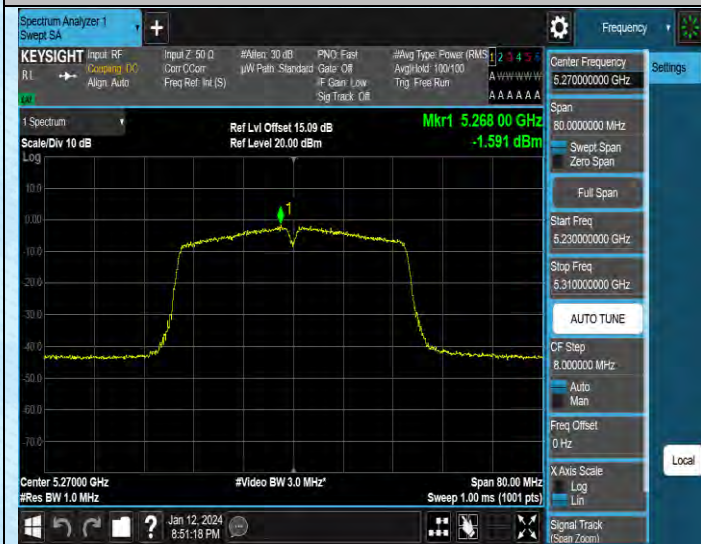 Spectrum Analyzer 1
Swept SA
+
Frequency
KEYSIGHT
RL
Input: RF
Coupling: DC
Align: Auto
Input Z: 50 Ω
Corr CCorr
Freq Ref: Int (S)
#Atten: 30 dB
µW Path: Standard
PNO: Fast
Gate: Off
IF Gain: Low
Sig Track: Off
#Avg Type: Power (RMS
Avg|Hold: 100/100
Trig: Free Run
1 2 3 4 5 6
A W W W W W
A A A A A A
Settings
Center Frequency
5.270000000 GHz
Span
80.0000000 MHz
Swept Span
Zero Span
Full Span
Start Freq
5.230000000 GHz
Stop Freq
5.310000000 GHz
AUTO TUNE
CF Step
8.000000 MHz
Auto
Man
Freq Offset
0 Hz
X Axis Scale
Log
Lin
Signal Track
(Span Zoom)
Local
1 Spectrum
Scale/Div 10 dB
Ref Lvl Offset 15.09 dB
Ref Level 20.00 dBm
Mkr1 5.268 00 GHz
-1.591 dBm
Log
10.0
0.00
-10.0
-20.0
-30.0
-40.0
-50.0
-60.0
-70.0
1
Center 5.27000 GHz
#Res BW 1.0 MHz
#Video BW 3.0 MHz*
Span 80.00 MHz
Sweep 1.00 ms (1001 pts)
?
Jan 12, 2024
8:51:18 PM